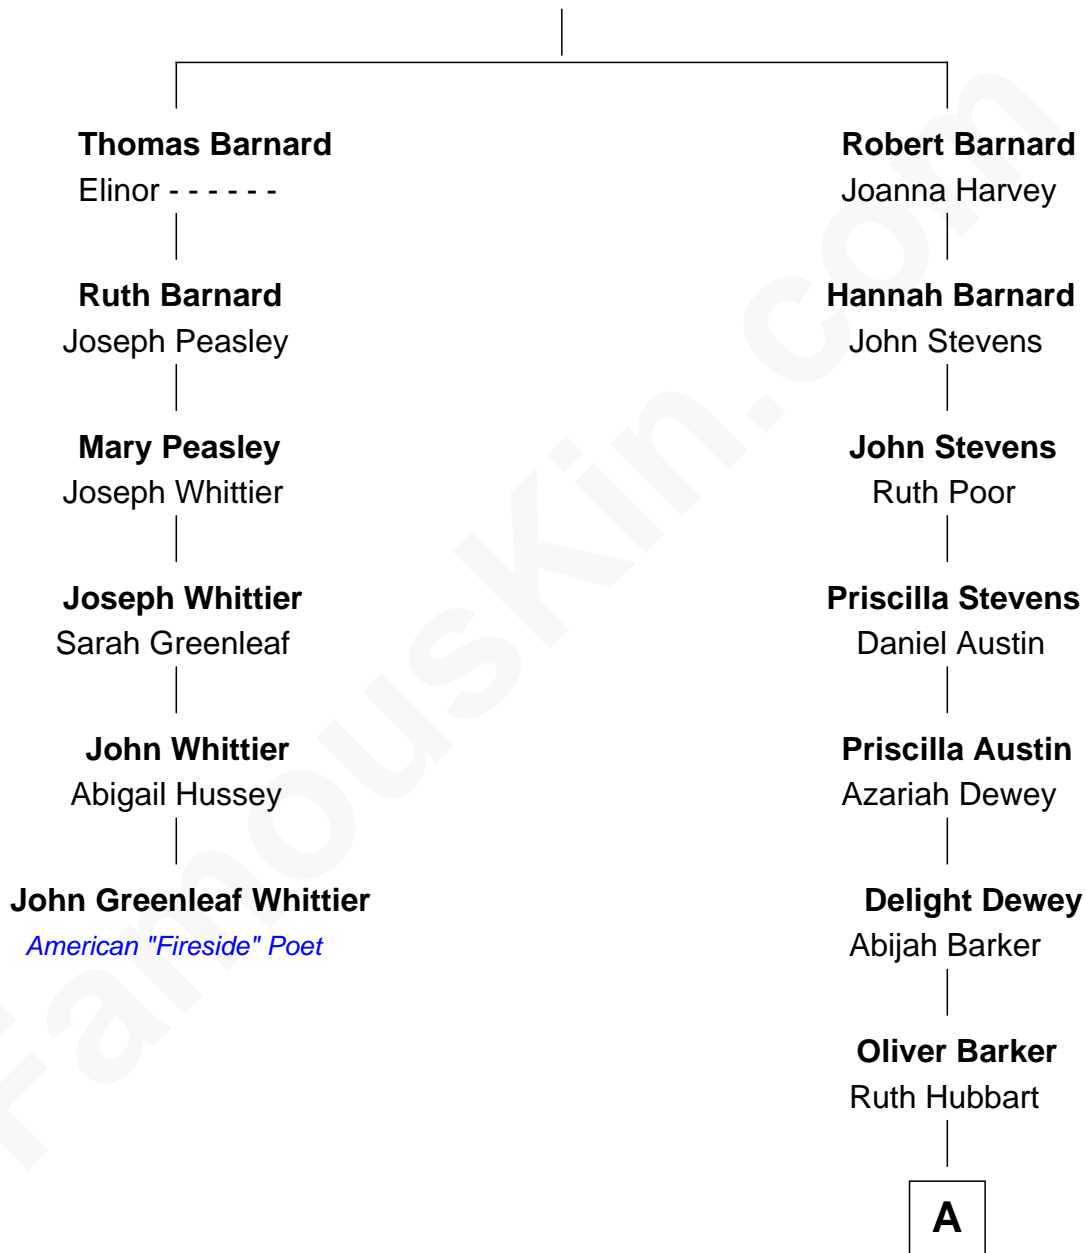 Thomas Barnard
Elinor - - - - - -
Ruth Barnard
Joseph Peasley
Mary Peasley
Joseph Whittier
Joseph Whittier
Sarah Greenleaf
John Whittier
Abigail Hussey
John Greenleaf Whittier
American "Fireside" Poet
Robert Barnard
Joanna Harvey
Hannah Barnard
John Stevens
John Stevens
Ruth Poor
Priscilla Stevens
Daniel Austin
Priscilla Austin
Azariah Dewey
Delight Dewey
Abijah Barker
Oliver Barker
Ruth Hubbart
A
FamousKin.com